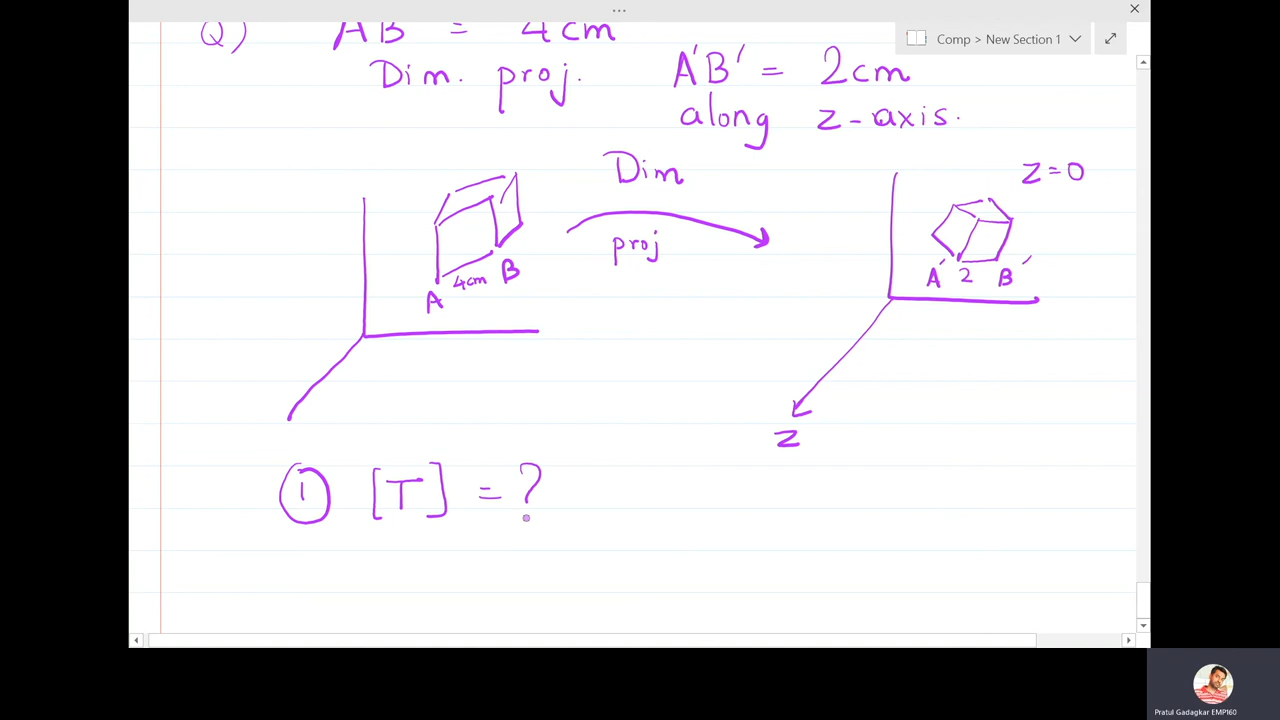 ...
Comp > New Section 1
Q) AB = 4cm
Dim. proj. A'B' = 2cm
along z-axis.
Dim
proj
z=0
4cm
A
B
A' 2 B'
z
① [T] = ?
Pratul Gadagkar EMP160